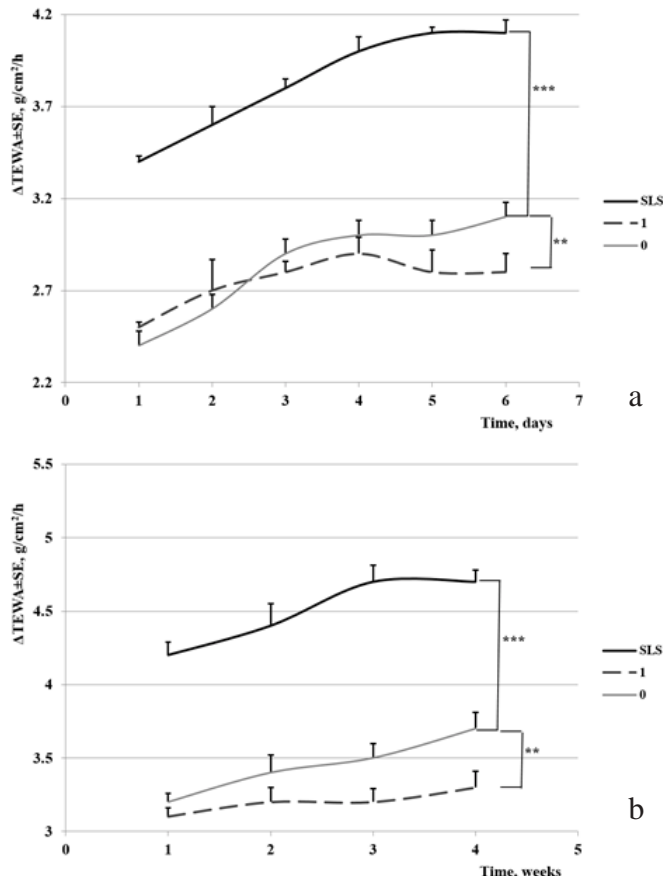 ΔTEWA±SE, g/cm²/h
4.2
3.7
3.2
2.7
2.2
0 1 2 3 4 5 6 7
Time, days
***
**
SLS
1
0
a
ΔTEWA±SE, g/cm²/h
5.5
5
4.5
4
3.5
3
0 1 2 3 4 5
Time, weeks
***
**
SLS
1
0
b